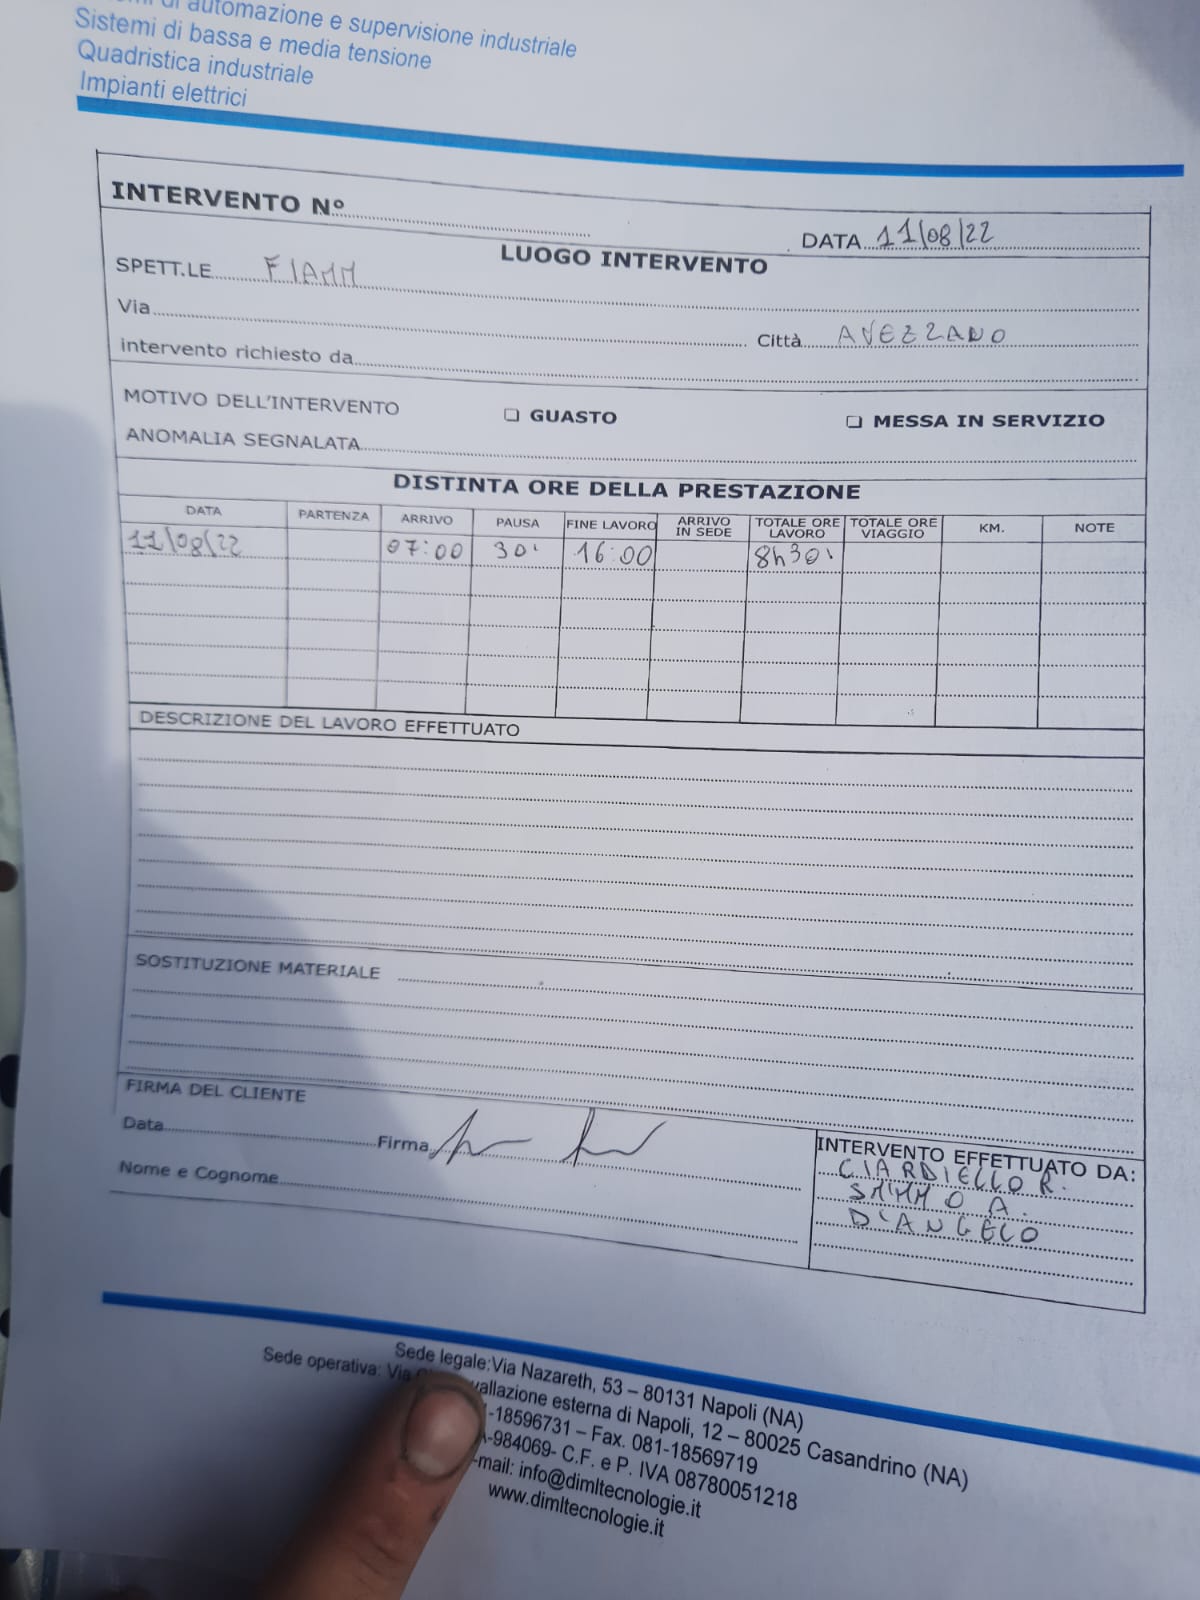 di automazione e supervisione industriale
Sistemi di bassa e media tensione
Quadristica industriale
Impianti elettrici
INTERVENTO N°
DATA 11/08/22
LUOGO INTERVENTO
SPETT.LE FIAMM
Via
Città AVEZZANO
intervento richiesto da
MOTIVO DELL'INTERVENTO ❑ GUASTO ❑ MESSA IN SERVIZIO
ANOMALIA SEGNALATA
DISTINTA ORE DELLA PRESTAZIONE
DATA PARTENZA ARRIVO PAUSA FINE LAVORO ARRIVO IN SEDE TOTALE ORE LAVORO TOTALE ORE VIAGGIO KM. NOTE
11/08/22 07:00 30' 16:00 8h30'
DESCRIZIONE DEL LAVORO EFFETTUATO
SOSTITUZIONE MATERIALE
FIRMA DEL CLIENTE
Data Firma
Nome e Cognome
INTERVENTO EFFETTUATO DA:
CIARDIELLO R.
SAMMO A.
D'ANGELO
Sede legale:Via Nazareth, 53 – 80131 Napoli (NA)
Sede operativa: Via esterna di Napoli, 12 – 80025 Casandrino (NA)
-18596731 – Fax. 081-18569719
-984069- C.F. e P. IVA 08780051218
-mail: info@dimltecnologie.it
www.dimltecnologie.it